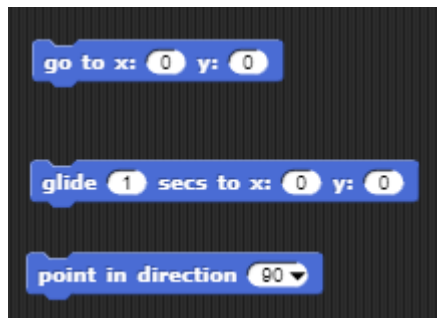 go to x: 0 y: 0
glide 1 secs to x: 0 y: 0
point in direction 90